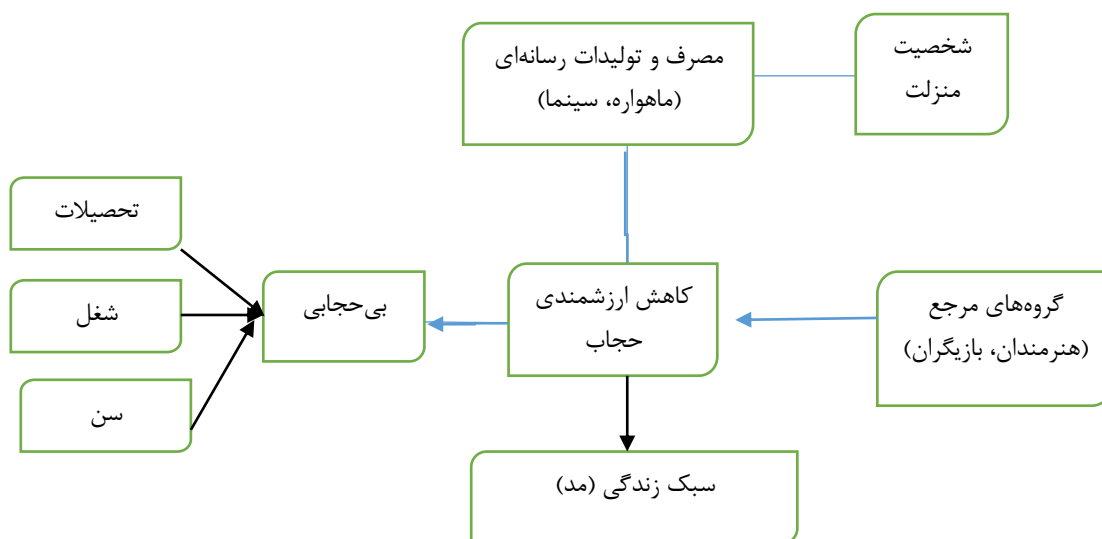 شخصیت
منزلت
مصرف و تولیدات رسانه‌ای
(ماهواره، سینما)
تحصیلات
گروه‌های مرجع
(هنرمندان، بازیگران)
کاهش ارزشمندی
حجاب
بی‌حجابی
شغل
سن
سبک زندگی (مد)